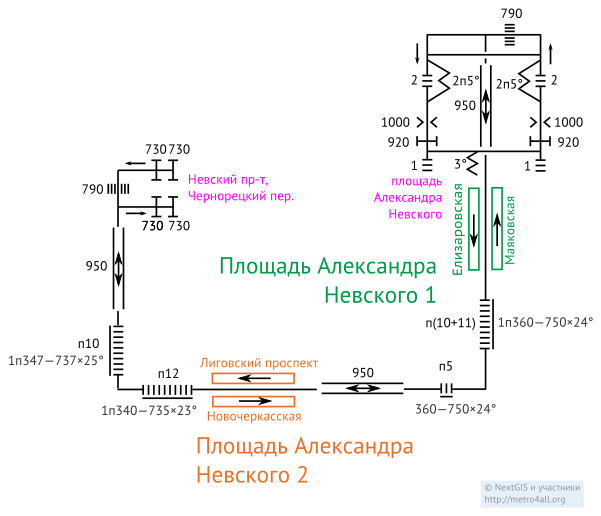 790
2
2п5°
2п5°
2
950
1000
1000
920
920
1
3°
1
730
730
Невский пр-т,
Чернорецкий пер.
790
730
730
площадь
Александра
Невского
Елизаровская
Маяковская
950
Площадь Александра
Невского 1
п(10+11)
1п360—750×24°
п10
1п347—737×25°
п12
1п340—735×23°
Лиговский проспект
Новочеркасская
950
п5
360—750×24°
Площадь Александра
Невского 2
© NextGIS и участники
http://metro4all.org